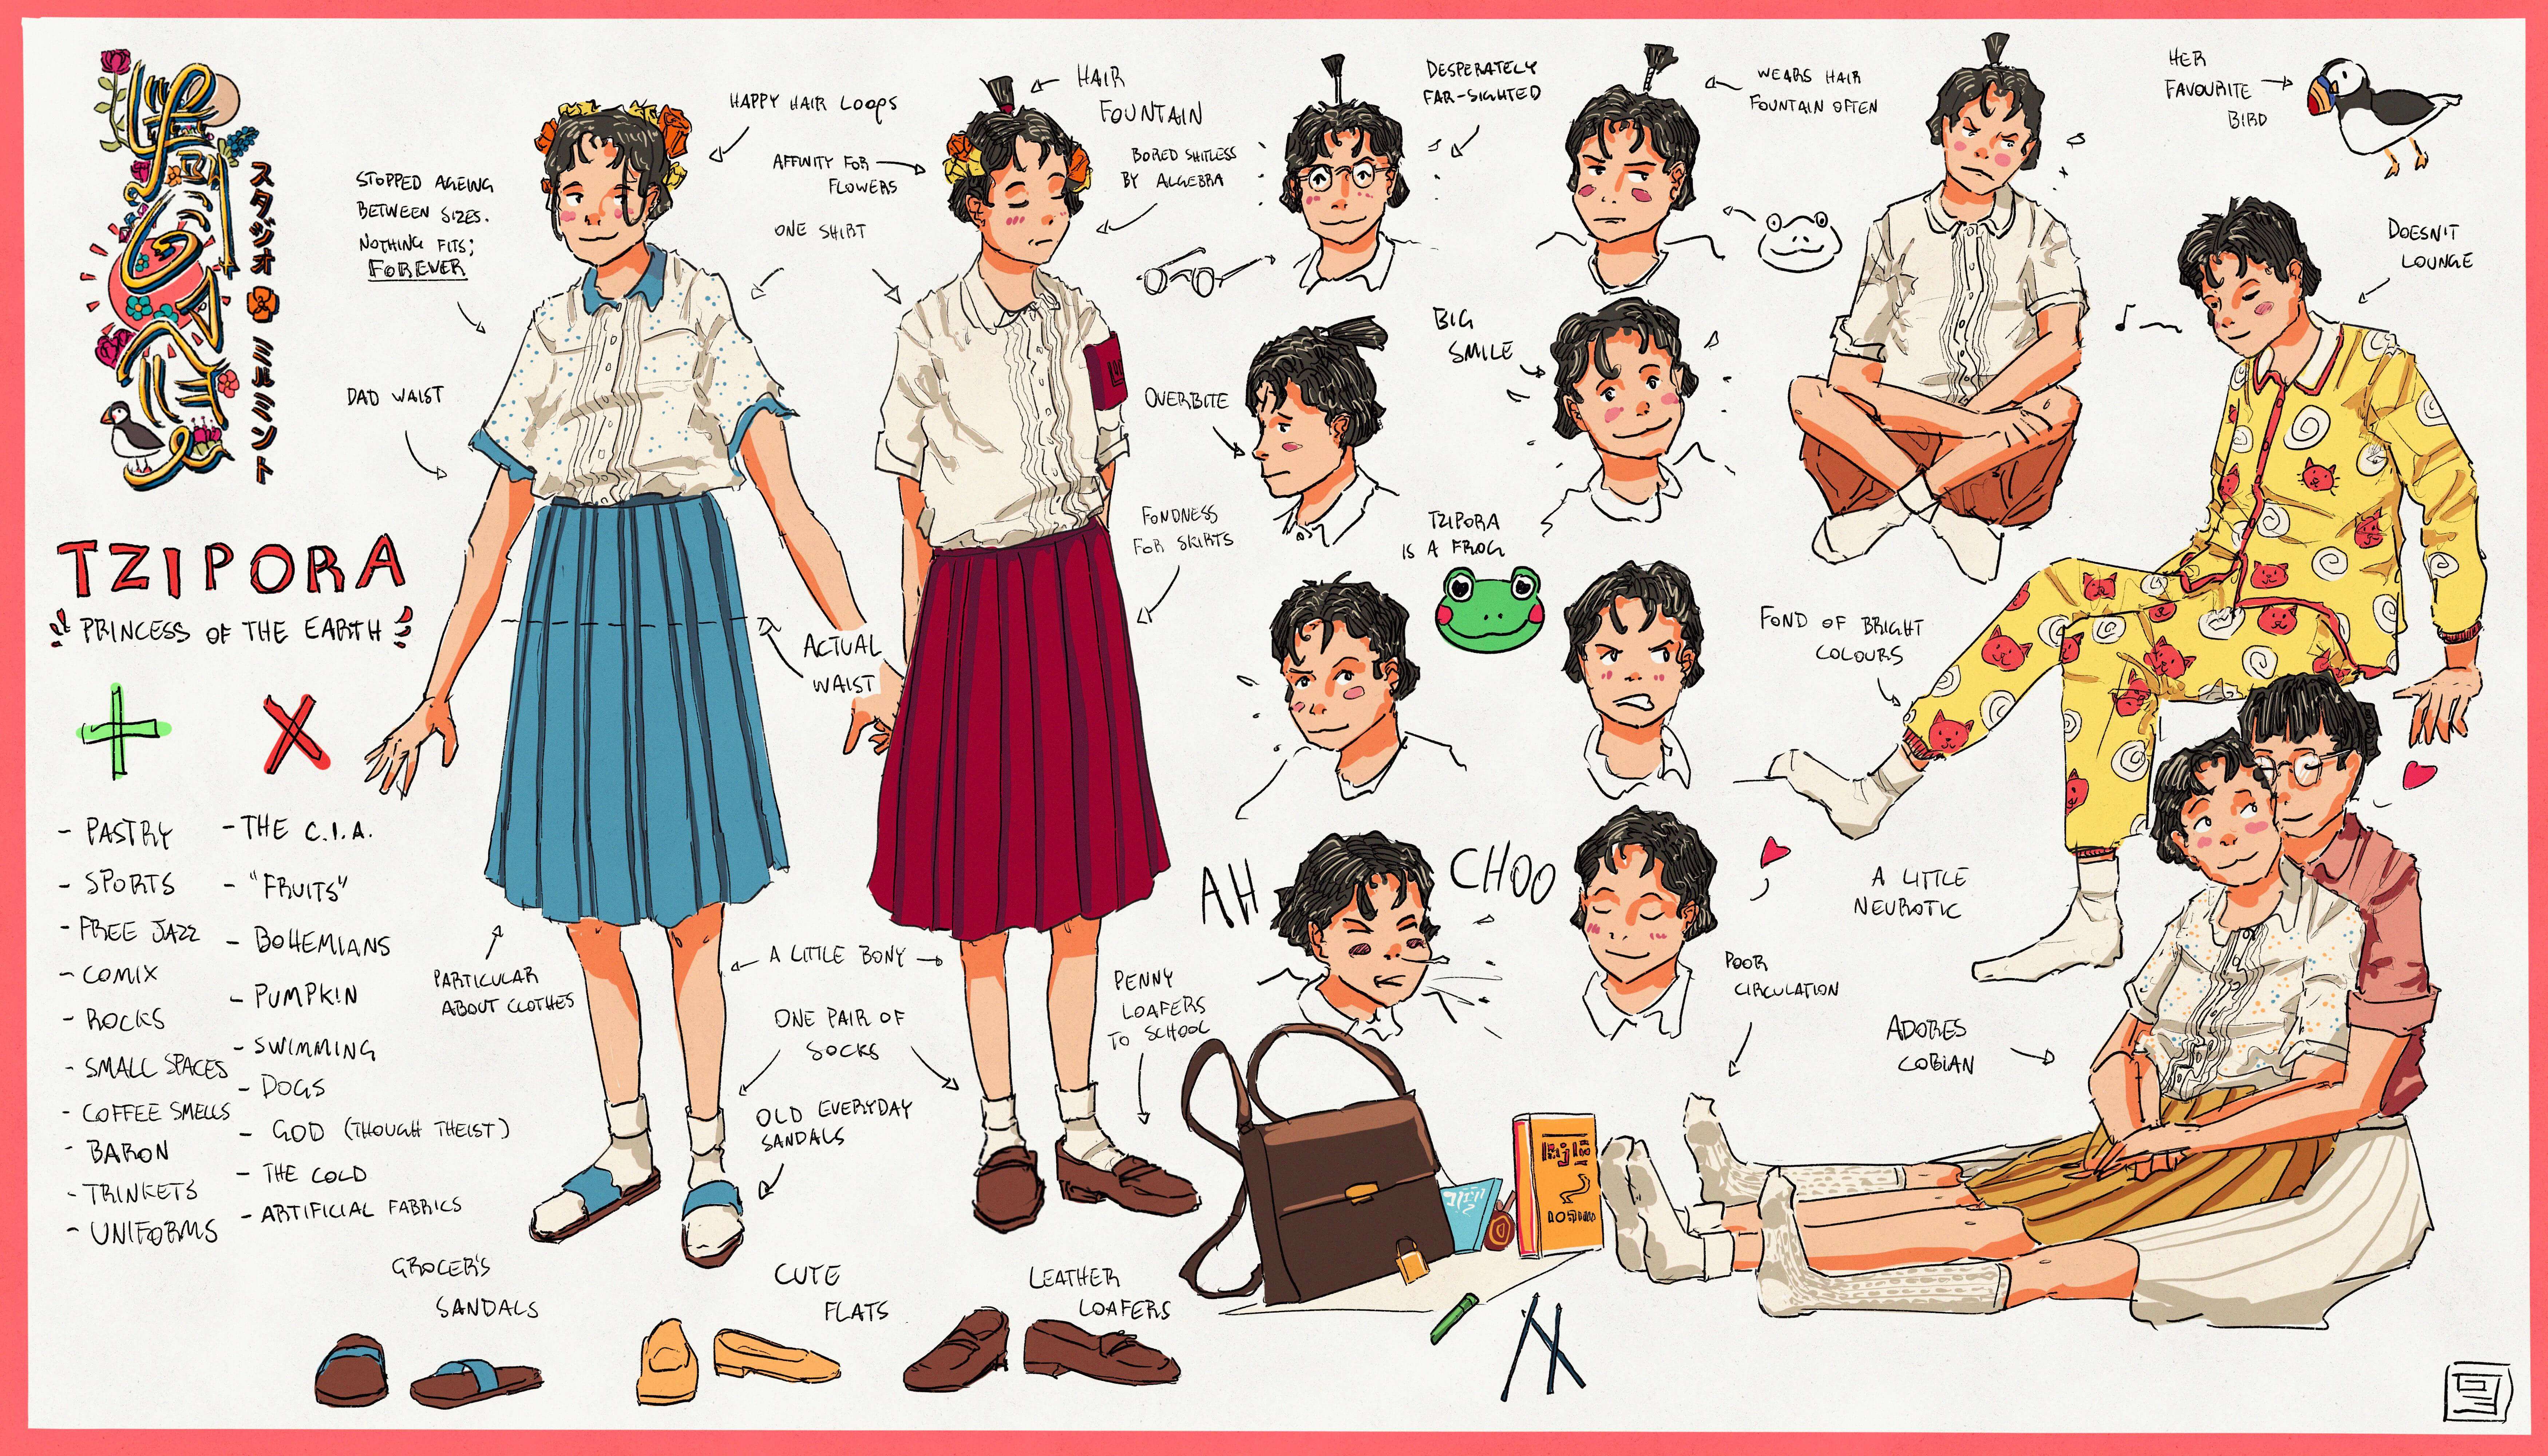 スタジオ ミルミント
TZIPORA
PRINCESS OF THE EARTH
- PASTRY
- SPORTS
- FREE JAZZ
- COMIX
- ROCKS
- SMALL SPACES
- COFFEE SMELLS
- BARON
- TRINKETS
- UNIFORMS
- THE C.I.A.
- "FRUITS"
- BOHEMIANS
- PUMPKIN
- SWIMMING
- DOGS
- GOD (THOUGH THEIST)
- THE COLD
- ARTIFICIAL FABRICS
STOPPED AGEING
BETWEEN SIZES.
NOTHING FITS;
FOREVER
DAD WAIST
HAPPY HAIR LOOPS
AFFINITY FOR
FLOWERS
ONE SHIRT
HAIR
FOUNTAIN
BORED SHITLESS
BY ALGEBRA
ACTUAL
WAIST
FONDNESS
FOR SKIRTS
PARTICULAR
ABOUT CLOTHES
A LITTLE BONY
ONE PAIR OF
SOCKS
OLD EVERYDAY
SANDALS
PENNY
LOAFERS
TO SCHOOL
GROCER'S
SANDALS
CUTE
FLATS
LEATHER
LOAFERS
DESPERATELY
FAR-SIGHTED
WEARS HAIR
FOUNTAIN OFTEN
OVERBITE
BIG
SMILE
TZIPORA
IS A FROG
AH CHOO
HER
FAVOURITE
BIRD
DOESN'T
LOUNGE
FOND OF BRIGHT
COLOURS
A LITTLE
NEUROTIC
POOR
CIRCULATION
ADORES
COBIAN